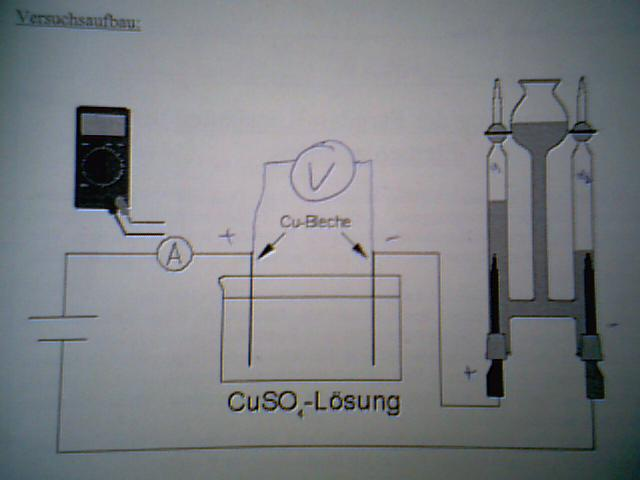 Versuchsaufbau:
V
+
Cu-Bleche
-
A
-
+
CuSO₄-Lösung